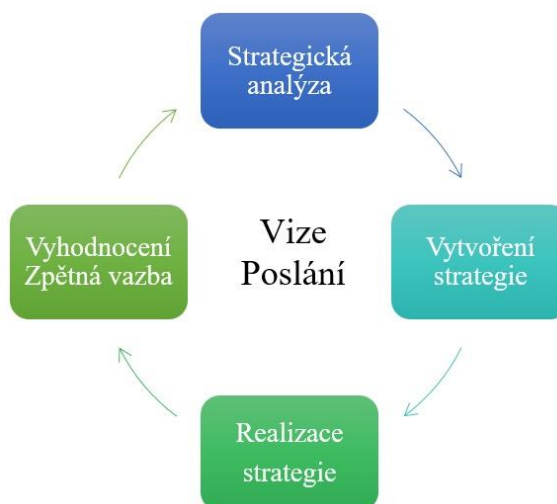 Strategická
analýza
Vize
Poslání
Vyhodnocení
Zpětná vazba
Vytvoření
strategie
Realizace
strategie